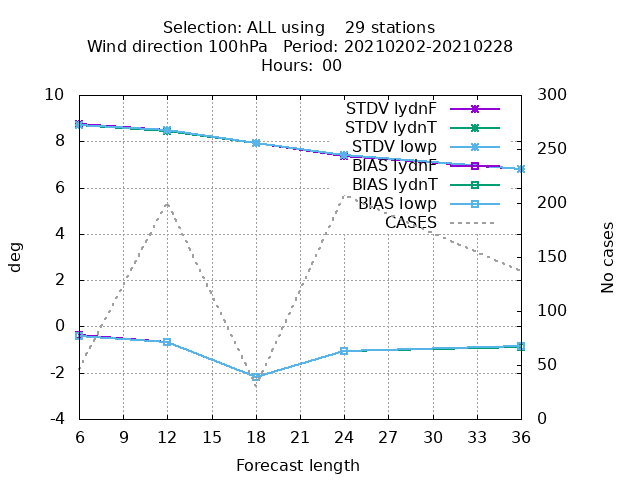 Selection: ALL using    29 stations
Wind direction 100hPa   Period: 20210202-20210228
Hours: 00
10
8
6
4
2
0
-2
-4
deg
300
250
200
150
100
50
0
No cases
STDV lydnF
STDV lydnT
STDV lowp
BIAS lydnF
BIAS lydnT
BIAS lowp
CASES
6 9 12 15 18 21 24 27 30 33 36
Forecast length